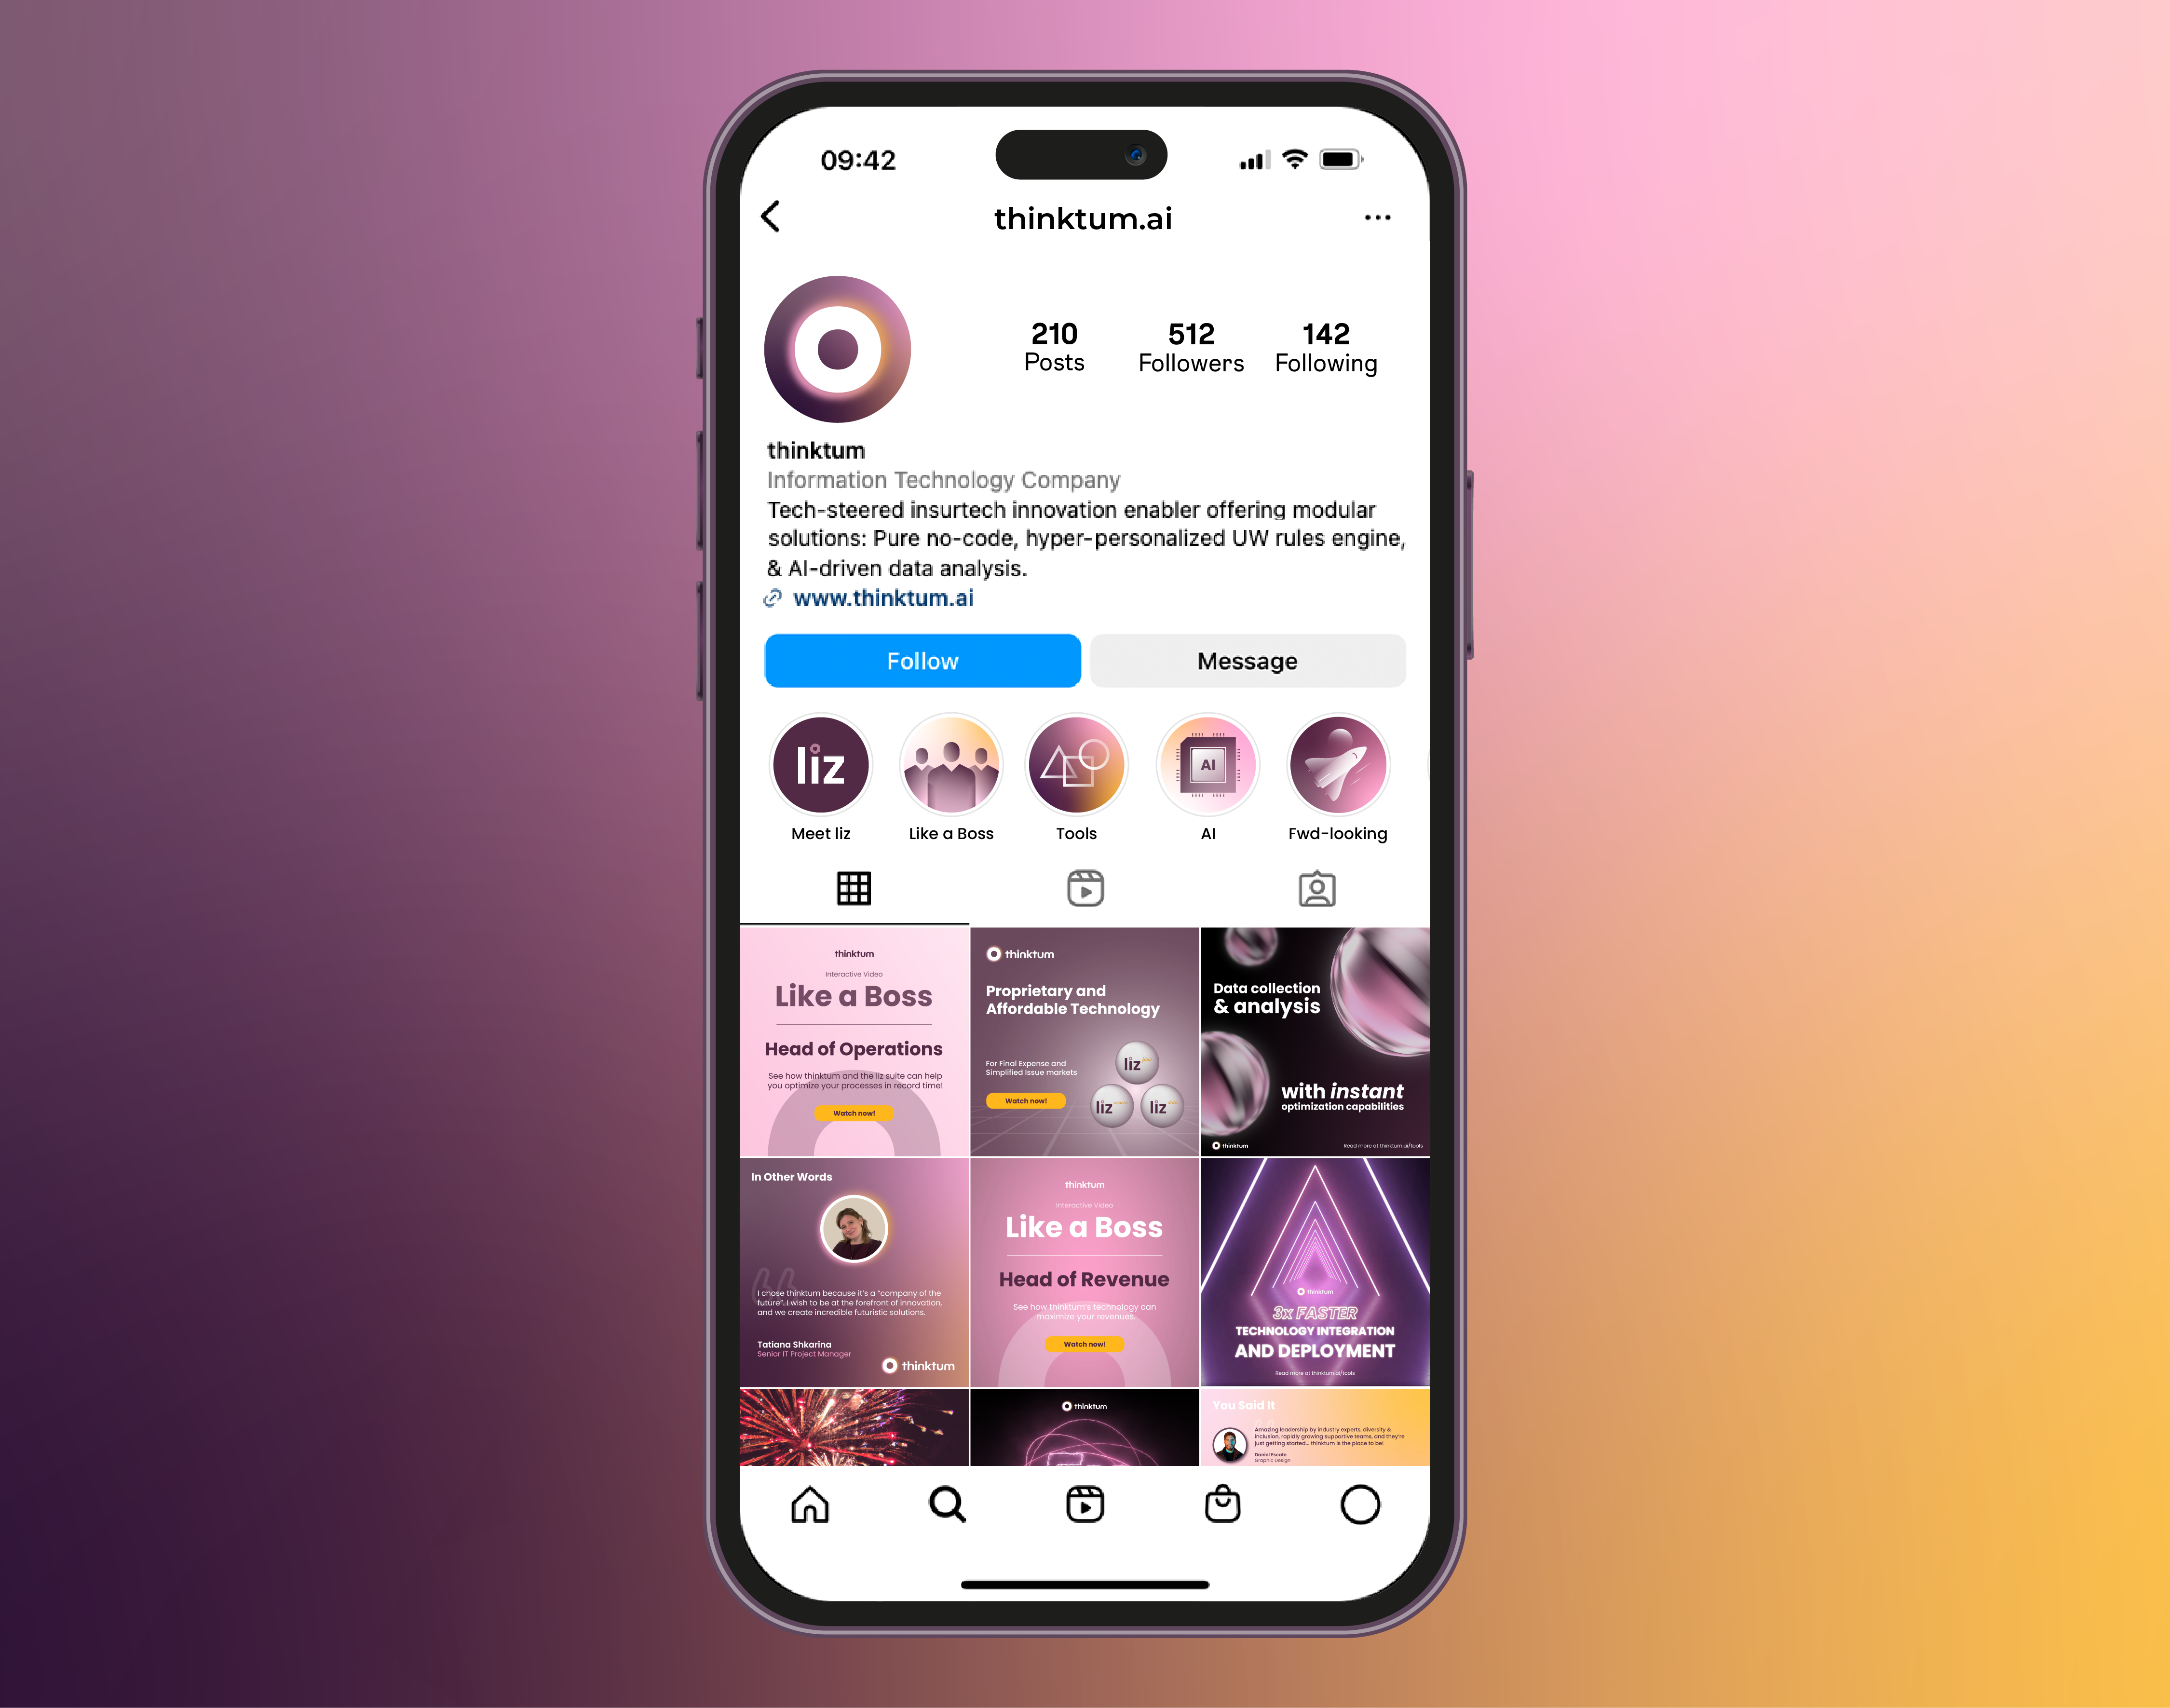 09:42
thinktum.ai
210
Posts
512
Followers
142
Following
thinktum
Information Technology Company
Tech-steered insurtech innovation enabler offering modular
solutions: Pure no-code, hyper-personalized UW rules engine,
& AI-driven data analysis.
www.thinktum.ai
Follow
Message
liz
AI
Meet liz
Like a Boss
Tools
AI
Fwd-looking
thinktum
Interactive Video
Like a Boss
Head of Operations
See how thinktum and the liz suite can help
you optimize your processes in record time!
Watch now!
thinktum
Proprietary and
Affordable Technology
For Final Expense and
Simplified Issue markets
Watch now!
liz
liz
liz
Data collection
& analysis
with instant
optimization capabilities
thinktum
Read more at thinktum.ai/tools
In Other Words
I chose thinktum because it's a "company of the
future". I wish to be at the forefront of innovation,
and we create incredible futuristic solutions.
Tatiana Shkarina
Senior IT Project Manager
thinktum
thinktum
Interactive Video
Like a Boss
Head of Revenue
See how thinktum's technology can
maximize your revenues.
Watch now!
thinktum
3x FASTER
TECHNOLOGY INTEGRATION
AND DEPLOYMENT
Read more at thinktum.ai/tools
thinktum
You Said It
Amazing leadership by industry experts, diversity &
inclusion, rapidly growing supportive teams, and they're
just getting started... thinktum is the place to be!
Daniel Escate
Graphic Design